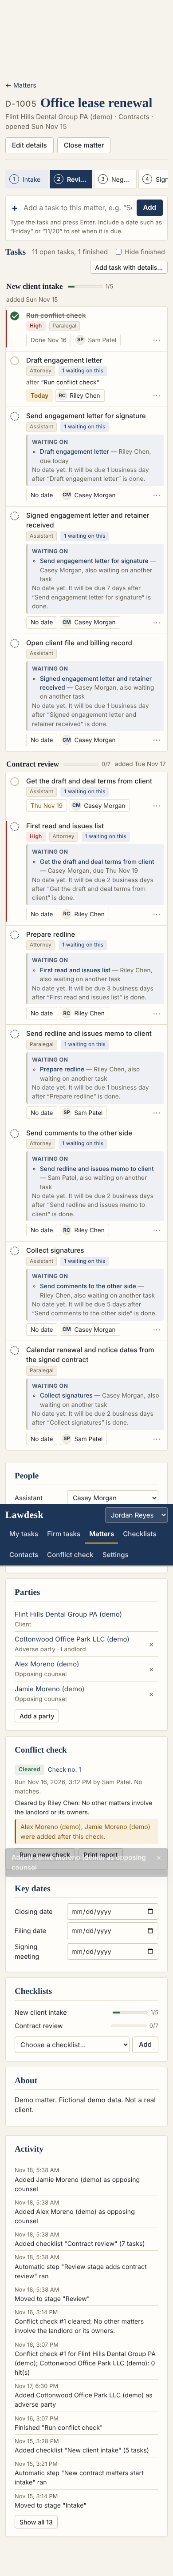 ← Matters
D-1005 Office lease renewal
Flint Hills Dental Group PA (demo) · Contracts ·
opened Sun Nov 15
Edit details
Close matter
1 Intake
2 Revi...
3 Neg...
4 Sign
+ Add a task to this matter, e.g. "Sc
Add
Type the task and press Enter. Include a date such as
"Friday" or "11/20" to set when it is due.
Tasks 11 open tasks, 1 finished
Hide finished
Add task with details...
New client intake 1/5
added Sun Nov 15
Run conflict check
High Paralegal
Done Nov 16 SP Sam Patel ...
Draft engagement letter
Attorney 1 waiting on this
after "Run conflict check"
Today RC Riley Chen ...
Send engagement letter for signature
Assistant 1 waiting on this
WAITING ON
Draft engagement letter — Riley Chen,
due today
No date yet. It will be due 1 business day
after "Draft engagement letter" is done.
No date CM Casey Morgan ...
Signed engagement letter and retainer
received
Assistant 1 waiting on this
WAITING ON
Send engagement letter for signature —
Casey Morgan, also waiting on another
task
No date yet. It will be due 7 days after
"Send engagement letter for signature" is
done.
No date CM Casey Morgan ...
Open client file and billing record
Assistant
WAITING ON
Signed engagement letter and retainer
received — Casey Morgan, also waiting
on another task
No date yet. It will be due 1 business day
after "Signed engagement letter and
retainer received" is done.
No date CM Casey Morgan ...
Contract review 0/7 added Tue Nov 17
Get the draft and deal terms from client
Assistant 1 waiting on this
Thu Nov 19 CM Casey Morgan ...
First read and issues list
High Attorney 1 waiting on this
WAITING ON
Get the draft and deal terms from client
— Casey Morgan, due Thu Nov 19
No date yet. It will be due 2 business days
after "Get the draft and deal terms from
client" is done.
No date RC Riley Chen ...
Prepare redline
Attorney 1 waiting on this
WAITING ON
First read and issues list — Riley Chen,
also waiting on another task
No date yet. It will be due 3 business days
after "First read and issues list" is done.
No date RC Riley Chen ...
Send redline and issues memo to client
Paralegal 1 waiting on this
WAITING ON
Prepare redline — Riley Chen, also
waiting on another task
No date yet. It will be due 1 business day
after "Prepare redline" is done.
No date SP Sam Patel ...
Send comments to the other side
Attorney 1 waiting on this
WAITING ON
Send redline and issues memo to client
— Sam Patel, also waiting on another
task
No date yet. It will be due 2 business days
after "Send redline and issues memo to
client" is done.
No date RC Riley Chen ...
Collect signatures
Assistant 1 waiting on this
WAITING ON
Send comments to the other side —
Riley Chen, also waiting on another task
No date yet. It will be due 5 days after
"Send comments to the other side" is done.
No date CM Casey Morgan ...
Calendar renewal and notice dates from
the signed contract
Paralegal
WAITING ON
Collect signatures — Casey Morgan, also
waiting on another task
No date yet. It will be due 2 business days
after "Collect signatures" is done.
No date SP Sam Patel ...
People
Assistant Casey Morgan
Lawdesk Jordan Reyes
My tasks Firm tasks Matters Checklists
Contacts Conflict check Settings
Parties
Flint Hills Dental Group PA (demo)
Client
Cottonwood Office Park LLC (demo)
Adverse party · Landlord ×
Alex Moreno (demo)
Opposing counsel ×
Jamie Moreno (demo)
Opposing counsel ×
Add a party
Conflict check
Cleared Check no. 1
Run Nov 16, 2026, 3:12 PM by Sam Patel. No
matches.
Cleared by Riley Chen: No other matters involve
the landlord or its owners.
Alex Moreno (demo), Jamie Moreno (demo)
were added after this check.
Run a new check Print report
opposing
counsel ×
Key dates
Closing date mm/dd/yyyy
Filing date mm/dd/yyyy
Signing
meeting mm/dd/yyyy
Checklists
New client intake 1/5
Contract review 0/7
Choose a checklist... Add
About
Demo matter. Fictional demo data. Not a real
client.
Activity
Nov 18, 5:38 AM
Added Jamie Moreno (demo) as opposing
counsel
Nov 18, 5:38 AM
Added Alex Moreno (demo) as opposing
counsel
Nov 18, 5:38 AM
Added checklist "Contract review" (7 tasks)
Nov 18, 5:38 AM
Automatic step "Review stage adds contract
review" ran
Nov 18, 5:38 AM
Moved to stage "Review"
Nov 16, 3:14 PM
Conflict check #1 cleared: No other matters
involve the landlord or its owners.
Nov 16, 3:07 PM
Conflict check #1 for Flint Hills Dental Group PA
(demo); Cottonwood Office Park LLC (demo): 0
hit(s)
Nov 17, 6:30 PM
Added Cottonwood Office Park LLC (demo) as
adverse party
Nov 16, 3:07 PM
Finished "Run conflict check"
Nov 15, 3:28 PM
Added checklist "New client intake" (5 tasks)
Nov 15, 3:21 PM
Automatic step "New contract matters start
intake" ran
Nov 15, 3:14 PM
Moved to stage "Intake"
Show all 13